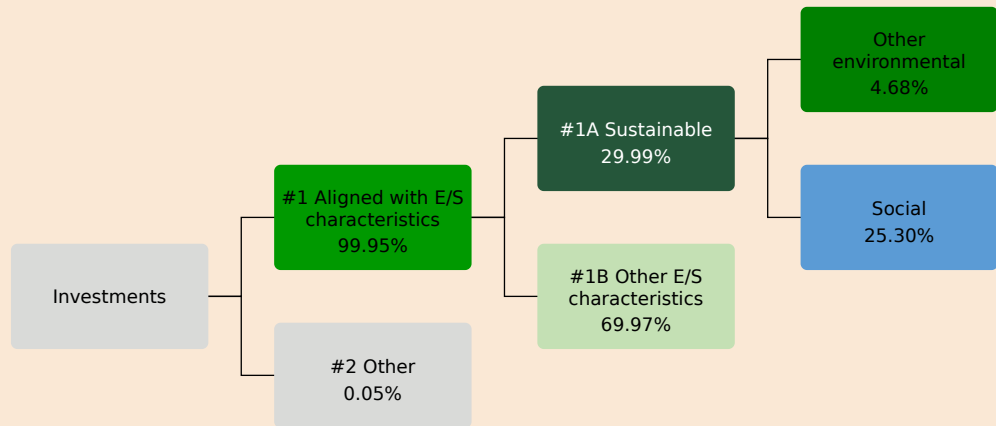 Investments
#1 Aligned with E/S
characteristics
99.95%
#2 Other
0.05%
#1A Sustainable
29.99%
#1B Other E/S
characteristics
69.97%
Other
environmental
4.68%
Social
25.30%